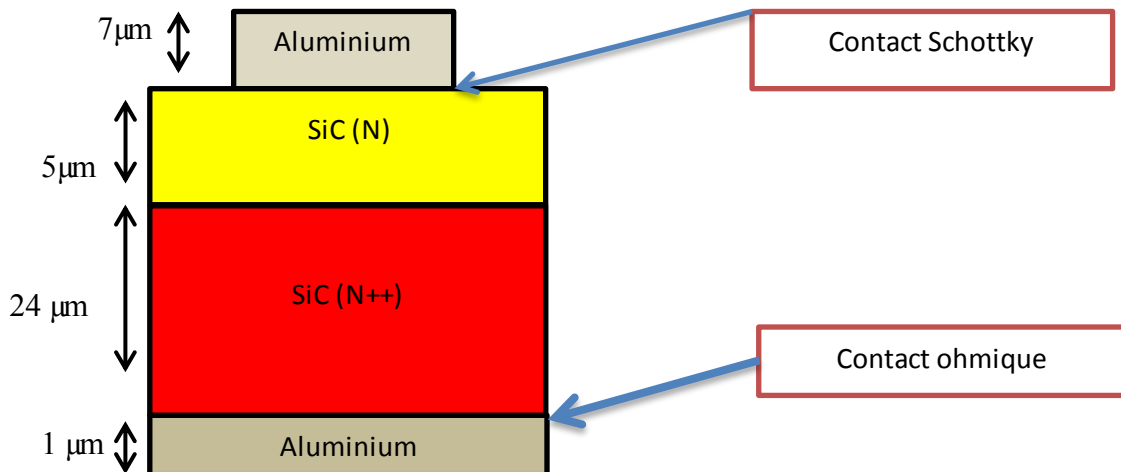 7μm
Aluminium
Contact Schottky
SiC (N)
5μm
24 μm
SiC (N++)
Contact ohmique
1 μm
Aluminium